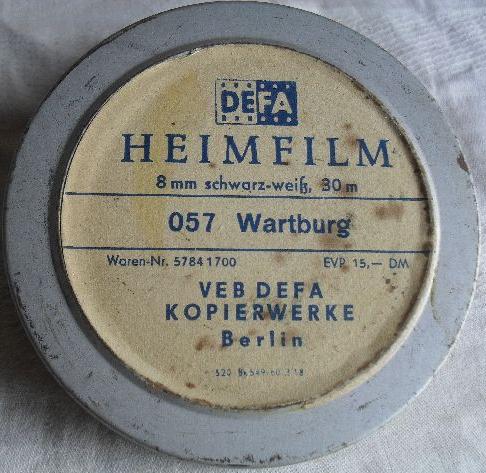 DEFA
HEIMFILM
8 mm schwarz-weiß, 30 m
057 Wartburg
Waren-Nr. 5784 1700 EVP 15,– DM
VEB DEFA
KOPIERWERKE
Berlin